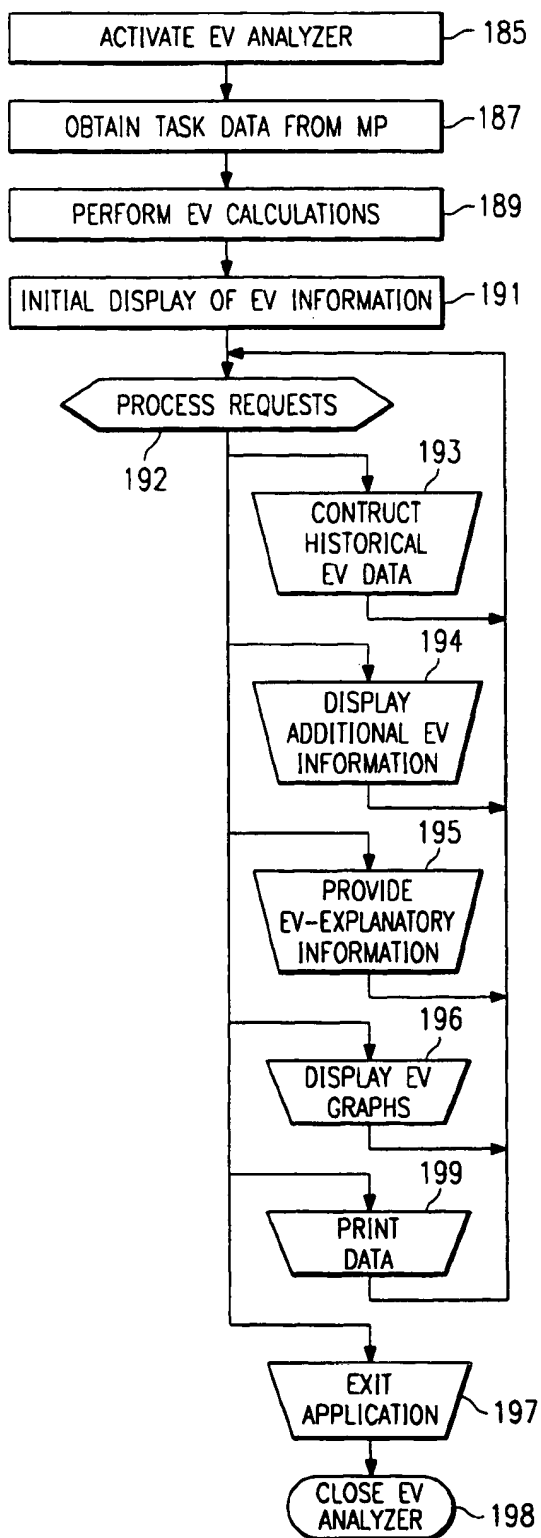 ACTIVATE EV ANALYZER
185
OBTAIN TASK DATA FROM MP
187
PERFORM EV CALCULATIONS
189
INITIAL DISPLAY OF EV INFORMATION
191
PROCESS REQUESTS
192
193
CONTRUCT
HISTORICAL
EV DATA
194
DISPLAY
ADDITIONAL EV
INFORMATION
195
PROVIDE
EV-EXPLANATORY
INFORMATION
196
DISPLAY EV
GRAPHS
199
PRINT
DATA
EXIT
APPLICATION
197
CLOSE EV
ANALYZER
198